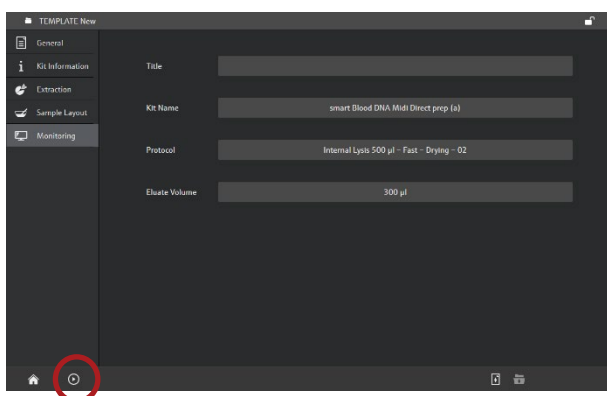 TEMPLATE New
General
Kit Information
Extraction
Sample Layout
Monitoring
Title
Kit Name
smart Blood DNA Midi Direct prep (a)
Protocol
Internal Lysis 500 µl – Fast – Drying – 02
Eluate Volume
300 µl